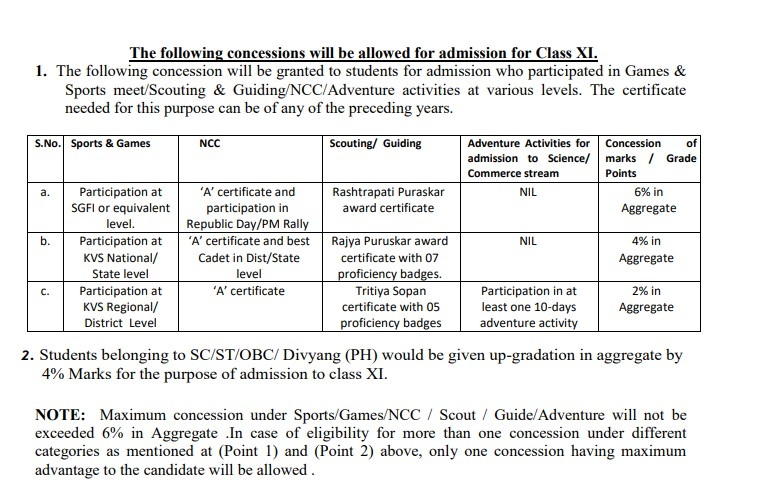 The following concessions will be allowed for admission for Class XI.
1. The following concession will be granted to students for admission who participated in Games &
Sports meet/Scouting & Guiding/NCC/Adventure activities at various levels. The certificate
needed for this purpose can be of any of the preceding years.
S.No. Sports & Games NCC Scouting/ Guiding Adventure Activities for admission to Science/ Commerce stream Concession of marks / Grade Points
a. Participation at SGFI or equivalent level. 'A' certificate and participation in Republic Day/PM Rally Rashtrapati Puraskar award certificate NIL 6% in Aggregate
b. Participation at KVS National/ State level 'A' certificate and best Cadet in Dist/State level Rajya Puruskar award certificate with 07 proficiency badges. NIL 4% in Aggregate
c. Participation at KVS Regional/ District Level 'A' certificate Tritiya Sopan certificate with 05 proficiency badges Participation in at least one 10-days adventure activity 2% in Aggregate
2. Students belonging to SC/ST/OBC/ Divyang (PH) would be given up-gradation in aggregate by
4% Marks for the purpose of admission to class XI.
NOTE: Maximum concession under Sports/Games/NCC / Scout / Guide/Adventure will not be
exceeded 6% in Aggregate .In case of eligibility for more than one concession under different
categories as mentioned at (Point 1) and (Point 2) above, only one concession having maximum
advantage to the candidate will be allowed .